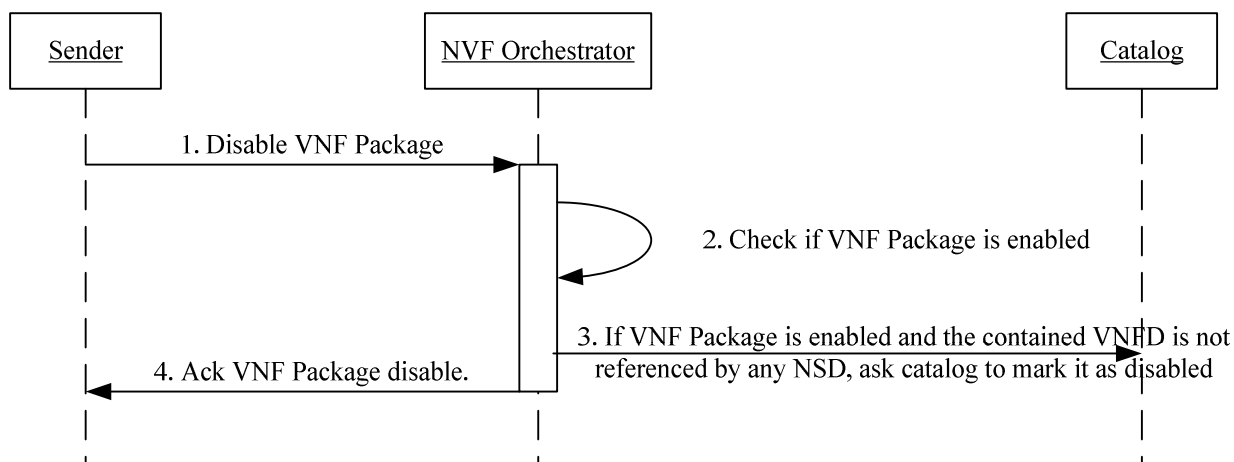 Sender
NVF Orchestrator
Catalog
1. Disable VNF Package
2. Check if VNF Package is enabled
3. If VNF Package is enabled and the contained VNFD is not
referenced by any NSD, ask catalog to mark it as disabled
4. Ack VNF Package disable.